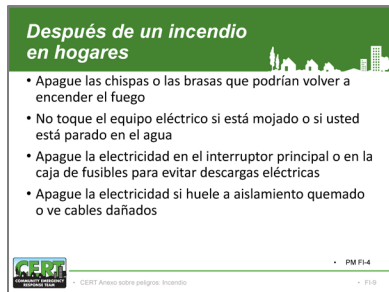 Después de un incendio
en hogares
• Apague las chispas o las brasas que podrían volver a
encender el fuego
• No toque el equipo eléctrico si está mojado o si usted
está parado en el agua
• Apague la electricidad en el interruptor principal o en la
caja de fusibles para evitar descargas eléctricas
• Apague la electricidad si huele a aislamiento quemado
o ve cables dañados
• PM FI-4
CERT
COMMUNITY EMERGENCY
RESPONSE TEAM
• CERT Anexo sobre peligros: Incendio
• FI-9